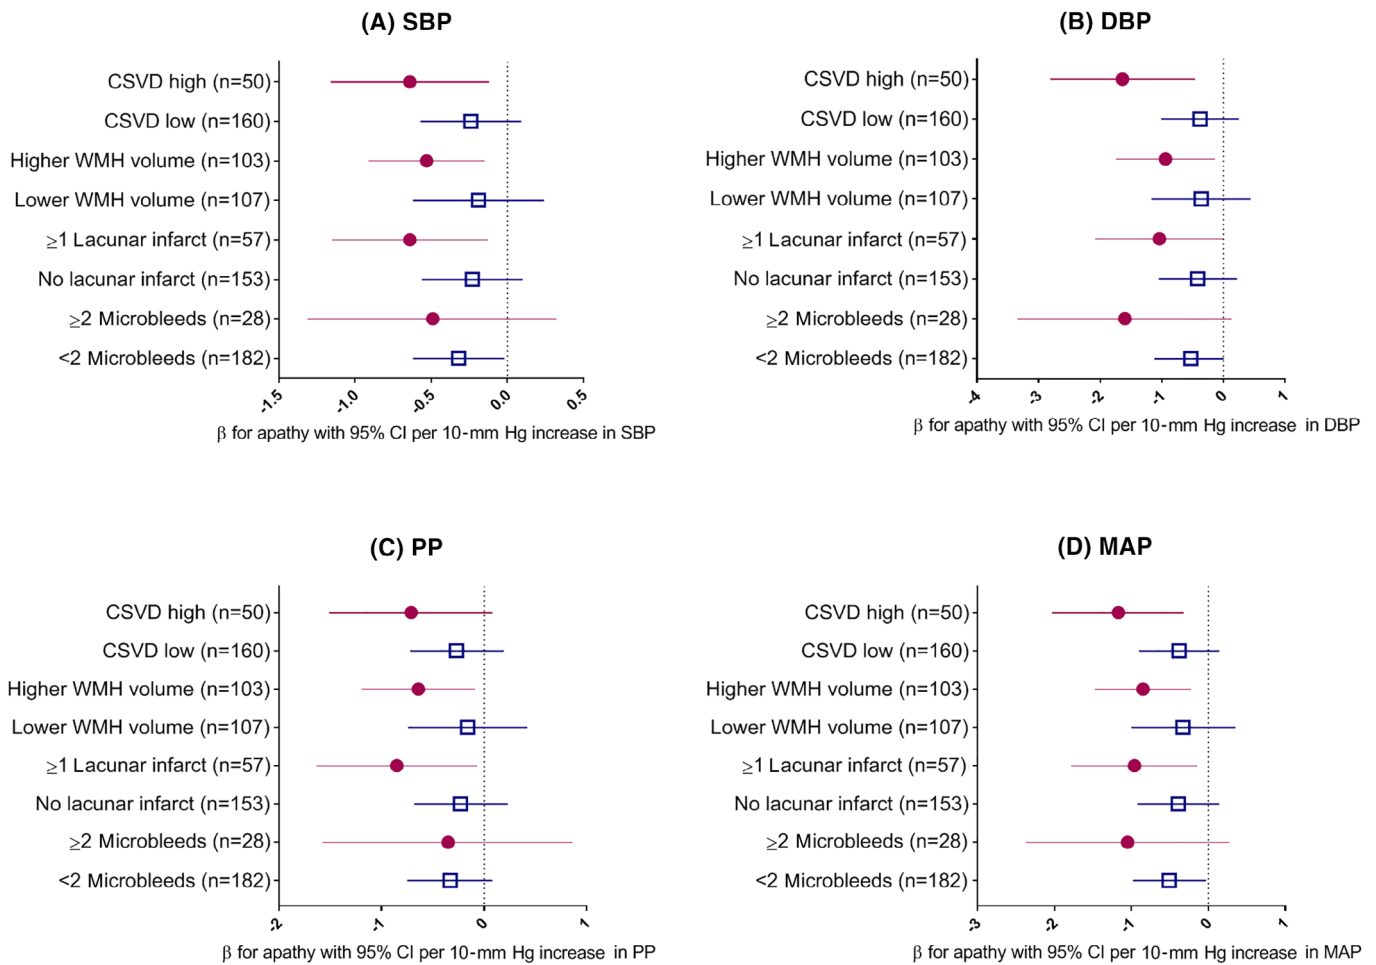 (A) SBP
CSVD high (n=50)
CSVD low (n=160)
Higher WMH volume (n=103)
Lower WMH volume (n=107)
≥1 Lacunar infarct (n=57)
No lacunar infarct (n=153)
≥2 Microbleeds (n=28)
<2 Microbleeds (n=182)
-1.5 -1.0 -0.5 0.0 0.5
β for apathy with 95% CI per 10-mm Hg increase in SBP
(B) DBP
CSVD high (n=50)
CSVD low (n=160)
Higher WMH volume (n=103)
Lower WMH volume (n=107)
≥1 Lacunar infarct (n=57)
No lacunar infarct (n=153)
≥2 Microbleeds (n=28)
<2 Microbleeds (n=182)
-4 -3 -2 -1 0 1
β for apathy with 95% CI per 10-mm Hg increase in DBP
(C) PP
CSVD high (n=50)
CSVD low (n=160)
Higher WMH volume (n=103)
Lower WMH volume (n=107)
≥1 Lacunar infarct (n=57)
No lacunar infarct (n=153)
≥2 Microbleeds (n=28)
<2 Microbleeds (n=182)
-2 -1 0 1
β for apathy with 95% CI per 10-mm Hg increase in PP
(D) MAP
CSVD high (n=50)
CSVD low (n=160)
Higher WMH volume (n=103)
Lower WMH volume (n=107)
≥1 Lacunar infarct (n=57)
No lacunar infarct (n=153)
≥2 Microbleeds (n=28)
<2 Microbleeds (n=182)
-3 -2 -1 0 1
β for apathy with 95% CI per 10-mm Hg increase in MAP